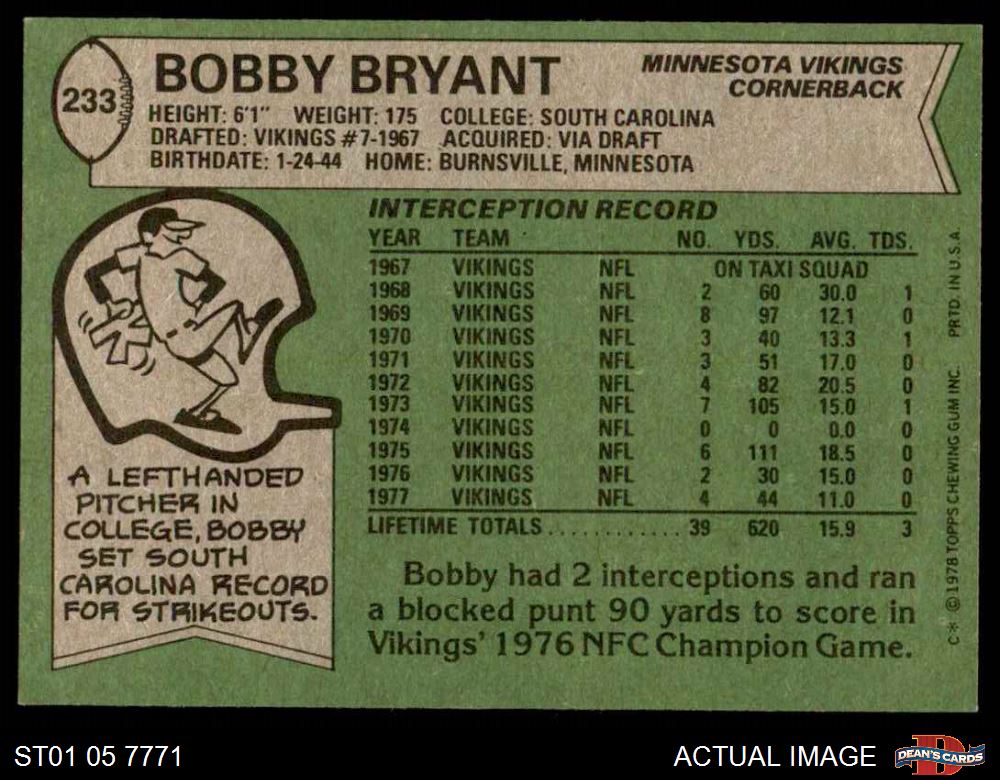 233
BOBBY BRYANT
MINNESOTA VIKINGS
CORNERBACK
HEIGHT: 6'1" WEIGHT: 175 COLLEGE: SOUTH CAROLINA
DRAFTED: VIKINGS #7-1967 ACQUIRED: VIA DRAFT
BIRTHDATE: 1-24-44 HOME: BURNSVILLE, MINNESOTA
INTERCEPTION RECORD
YEAR TEAM NO. YDS. AVG. TDS.
1967 VIKINGS NFL ON TAXI SQUAD
1968 VIKINGS NFL 2 60 30.0 1
1969 VIKINGS NFL 8 97 12.1 0
1970 VIKINGS NFL 3 40 13.3 1
1971 VIKINGS NFL 3 51 17.0 0
1972 VIKINGS NFL 4 82 20.5 0
1973 VIKINGS NFL 7 105 15.0 1
1974 VIKINGS NFL 0 0 0.0 0
1975 VIKINGS NFL 6 111 18.5 0
1976 VIKINGS NFL 2 30 15.0 0
1977 VIKINGS NFL 4 44 11.0 0
LIFETIME TOTALS............ 39 620 15.9 3
A LEFTHANDED
PITCHER IN
COLLEGE, BOBBY
SET SOUTH
CAROLINA RECORD
FOR STRIKEOUTS.
Bobby had 2 interceptions and ran
a blocked punt 90 yards to score in
Vikings' 1976 NFC Champion Game.
C* © 1978 TOPPS CHEWING GUM INC. PRTD. IN U.S.A.
ST01 05 7771
ACTUAL IMAGE
DEAN'S CARDS